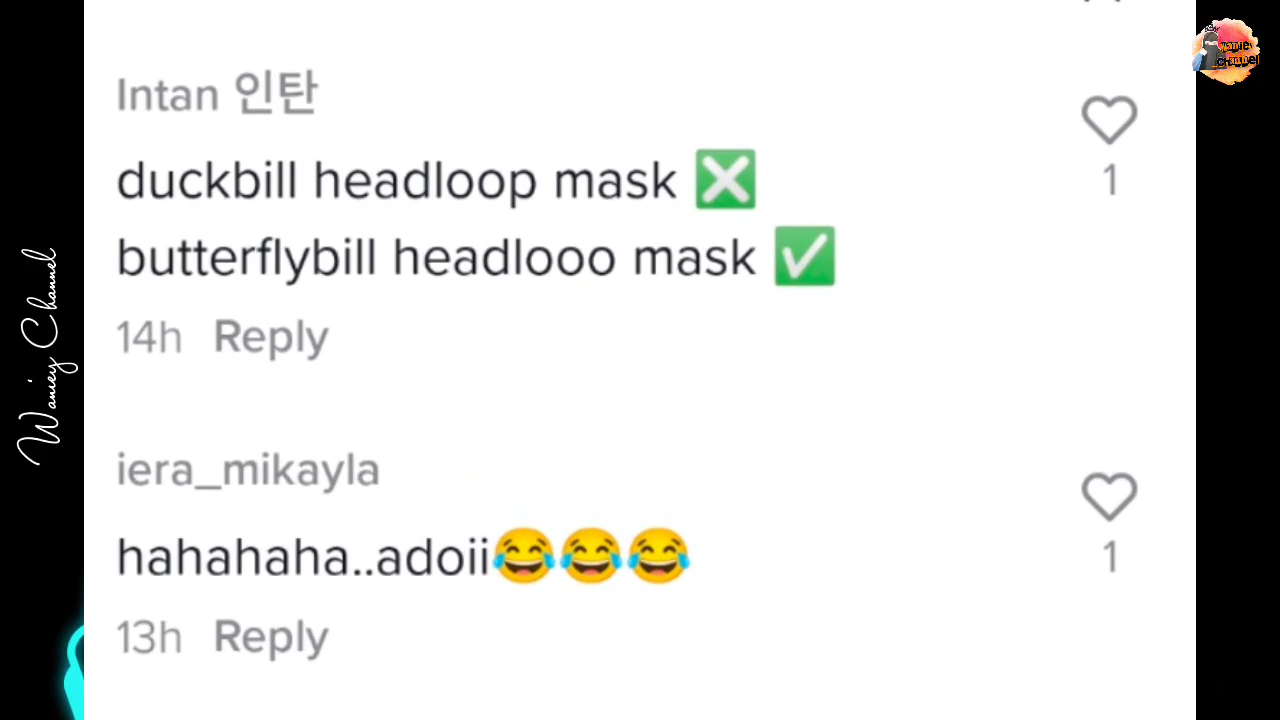 Intan 인탄
duckbill headloop mask ❎
1
butterflybill headlooo mask ✅
14h Reply
iera_mikayla
hahahaha..adoii😂😂😂
1
13h Reply
Waniey Channel